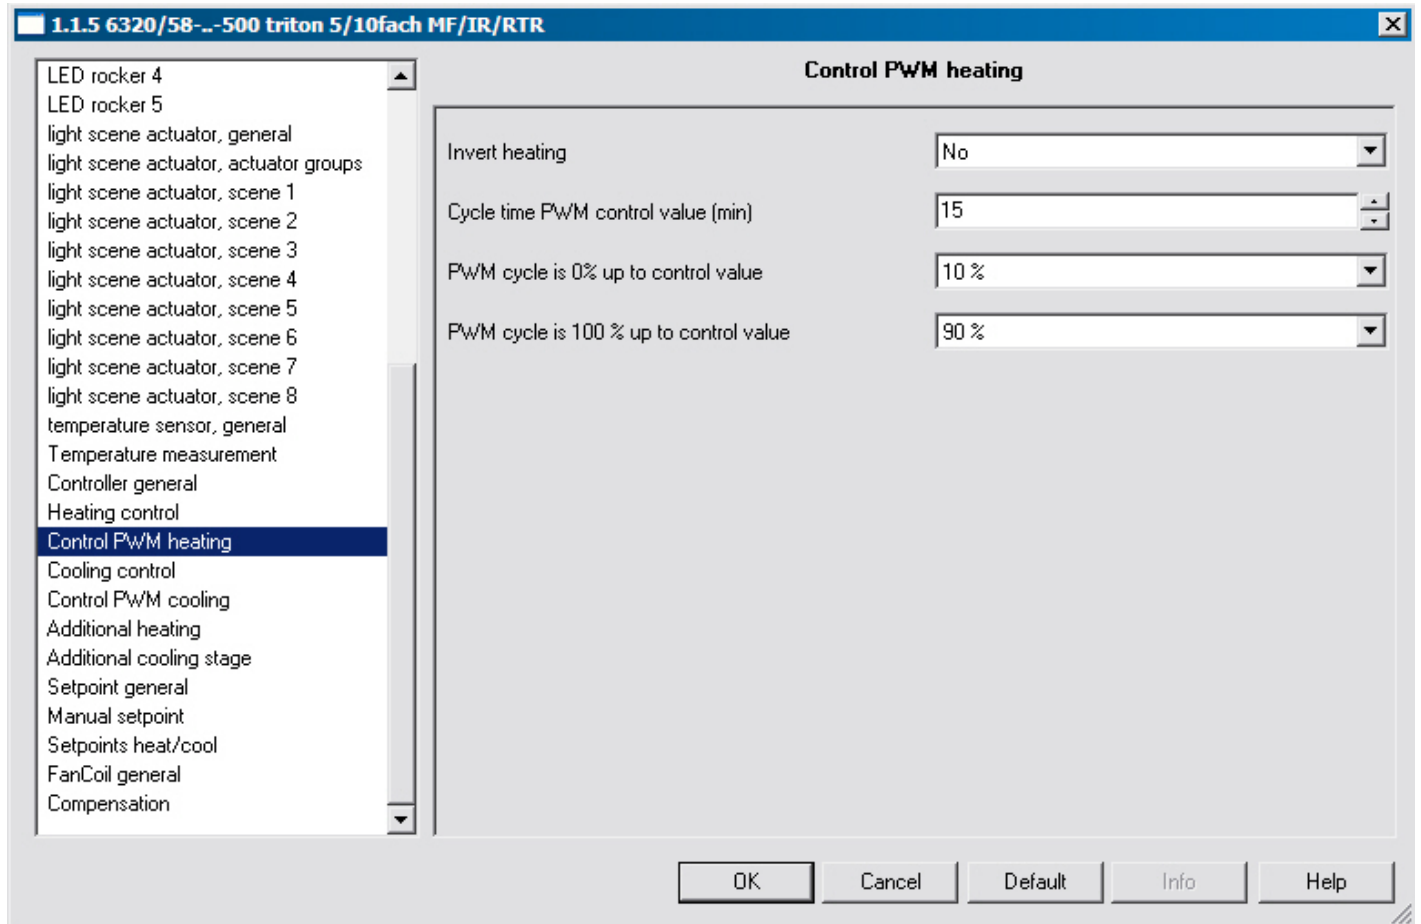 1.1.5 6320/58-..-500 triton 5/10fach MF/IR/RTR
LED rocker 4
LED rocker 5
light scene actuator, general
light scene actuator, actuator groups
light scene actuator, scene 1
light scene actuator, scene 2
light scene actuator, scene 3
light scene actuator, scene 4
light scene actuator, scene 5
light scene actuator, scene 6
light scene actuator, scene 7
light scene actuator, scene 8
temperature sensor, general
Temperature measurement
Controller general
Heating control
Control PWM heating
Cooling control
Control PWM cooling
Additional heating
Additional cooling stage
Setpoint general
Manual setpoint
Setpoints heat/cool
FanCoil general
Compensation
Control PWM heating
Invert heating No
Cycle time PWM control value (min) 15
PWM cycle is 0% up to control value 10 %
PWM cycle is 100 % up to control value 90 %
OK Cancel Default Info Help